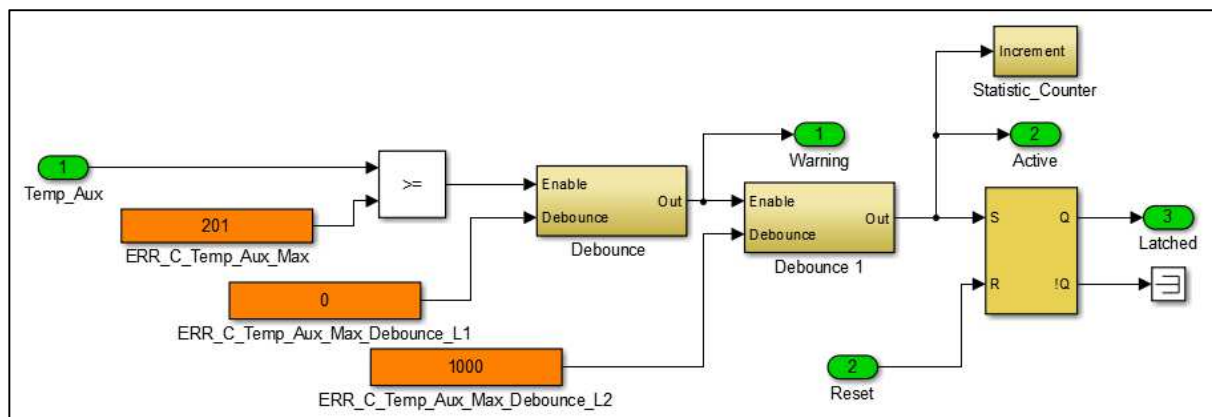 Increment
Statistic_Counter
1
Warning
2
Active
1
Temp_Aux
>=
Enable
Debounce
Out
Debounce
Enable
Debounce
Out
Debounce 1
S
R
Q
!Q
3
Latched
201
ERR_C_Temp_Aux_Max
0
ERR_C_Temp_Aux_Max_Debounce_L1
1000
ERR_C_Temp_Aux_Max_Debounce_L2
2
Reset